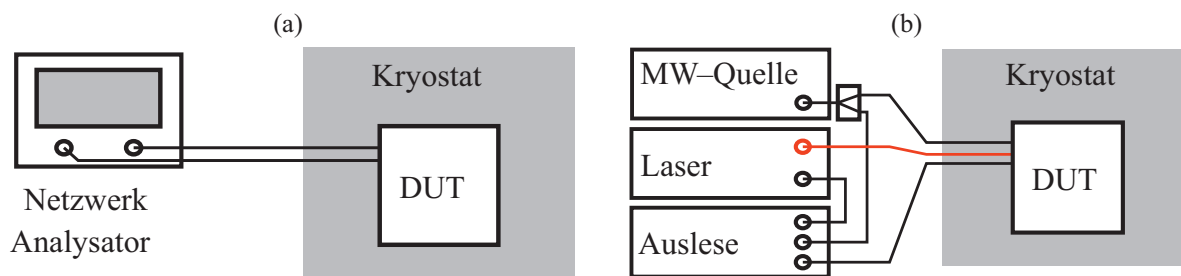 (a)
Kryostat
DUT
Netzwerk
Analysator
(b)
MW–Quelle
Kryostat
Laser
DUT
Auslese